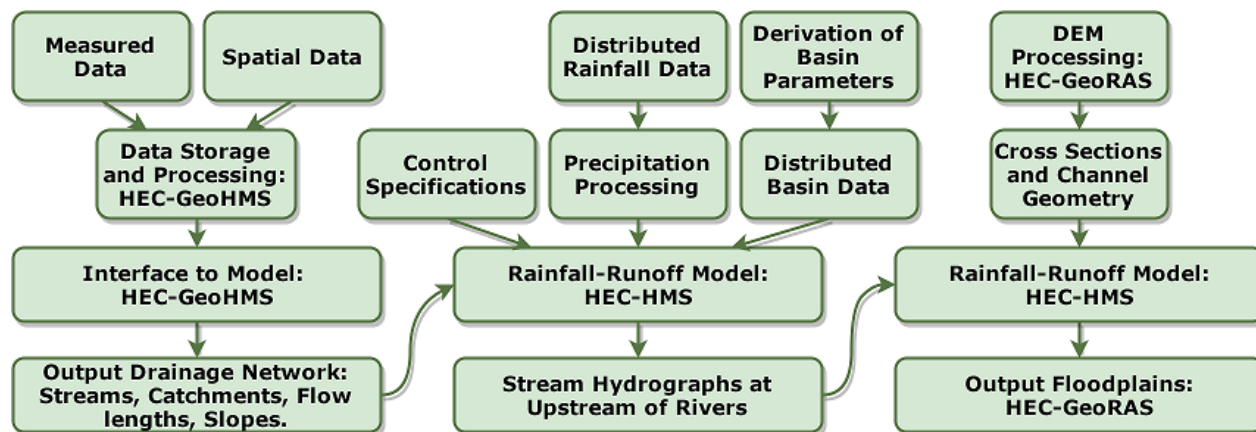 Measured
Data
Spatial Data
Data Storage
and Processing:
HEC-GeoHMS
Interface to Model:
HEC-GeoHMS
Output Drainage Network:
Streams, Catchments, Flow
lengths, Slopes.
Control
Specifications
Distributed
Rainfall Data
Precipitation
Processing
Derivation of
Basin
Parameters
Distributed
Basin Data
Rainfall-Runoff Model:
HEC-HMS
Stream Hydrographs at
Upstream of Rivers
DEM
Processing:
HEC-GeoRAS
Cross Sections
and Channel
Geometry
Rainfall-Runoff Model:
HEC-HMS
Output Floodplains:
HEC-GeoRAS